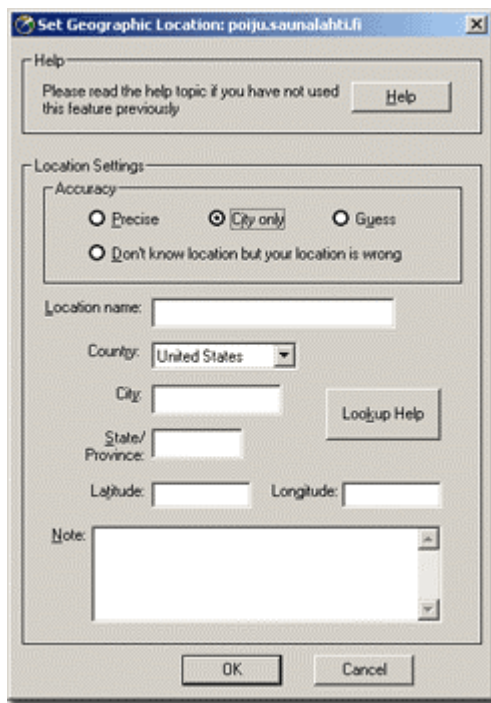 Set Geographic Location: poiju.saunalahti.fi
Help
Please read the help topic if you have not used
this feature previously
Help
Location Settings
Accuracy
Precise City only Guess
Don't know location but your location is wrong
Location name:
Country: United States
City:
Lookup Help
State/
Province:
Latitude: Longitude:
Note:
OK Cancel